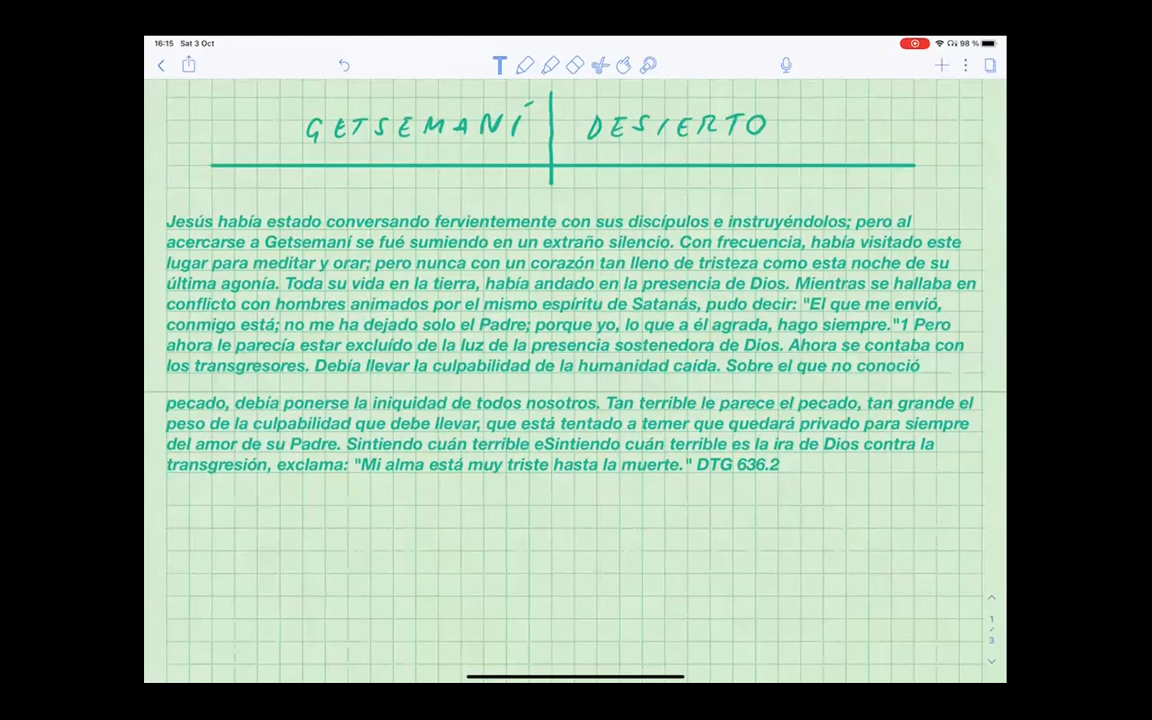 16:15 Sat 3 Oct 98 %
T
GETSEMANÍ DESIERTO
Jesús había estado conversando fervientemente con sus discípulos e instruyéndolos; pero al
acercarse a Getsemaní se fué sumiendo en un extraño silencio. Con frecuencia, había visitado este
lugar para meditar y orar; pero nunca con un corazón tan lleno de tristeza como esta noche de su
última agonía. Toda su vida en la tierra, había andado en la presencia de Dios. Mientras se hallaba en
conflicto con hombres animados por el mismo espíritu de Satanás, pudo decir: "El que me envió,
conmigo está; no me ha dejado solo el Padre; porque yo, lo que a él agrada, hago siempre."1 Pero
ahora le parecía estar excluído de la luz de la presencia sostenedora de Dios. Ahora se contaba con
los transgresores. Debía llevar la culpabilidad de la humanidad caída. Sobre el que no conoció
pecado, debía ponerse la iniquidad de todos nosotros. Tan terrible le parece el pecado, tan grande el
peso de la culpabilidad que debe llevar, que está tentado a temer que quedará privado para siempre
del amor de su Padre. Sintiendo cuán terrible eSintiendo cuán terrible es la ira de Dios contra la
transgresión, exclama: "Mi alma está muy triste hasta la muerte." DTG 636.2
1
/
3